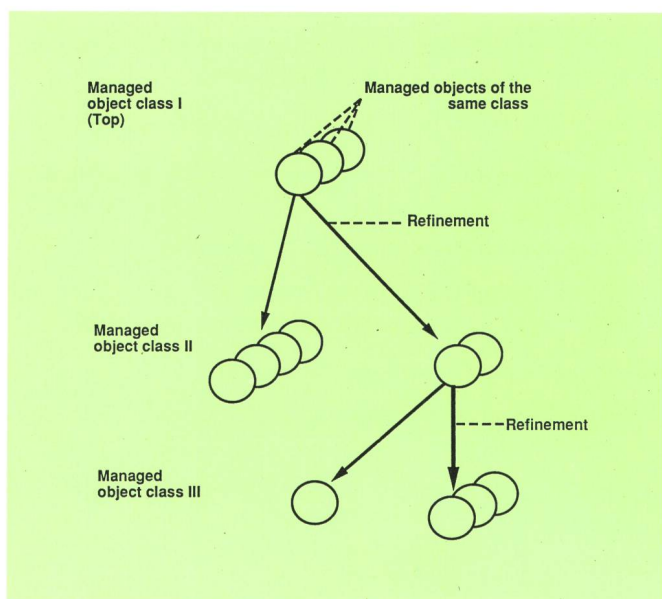 Managed
object class I
(Top)
Managed objects of the
same class
Refinement
Managed
object class II
Refinement
Managed
object class III